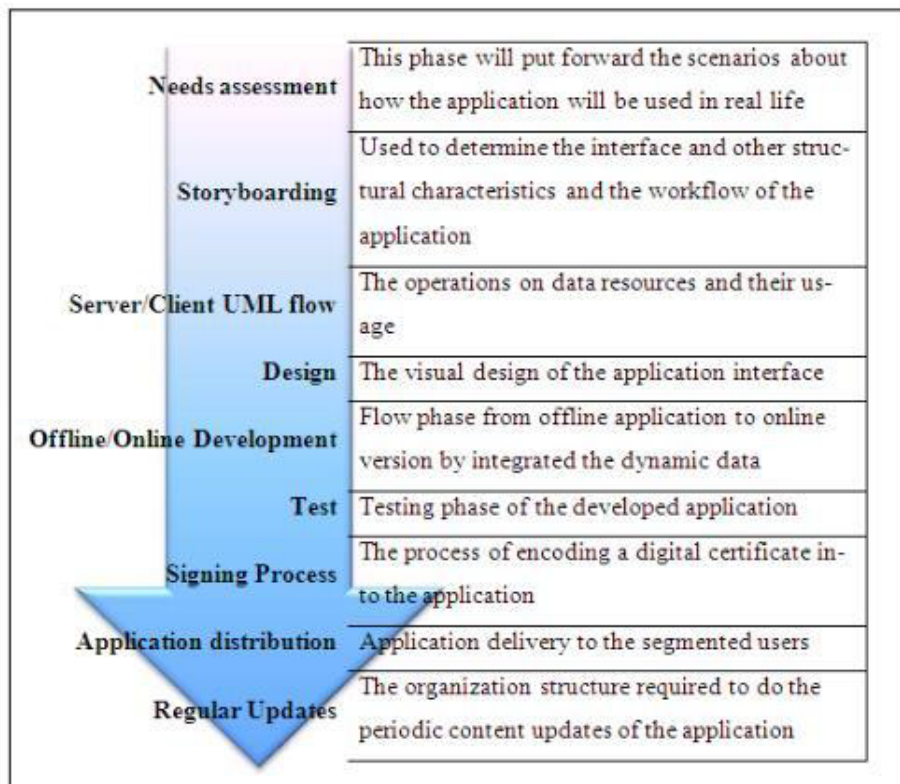 Needs assessment
This phase will put forward the scenarios about
how the application will be used in real life
Storyboarding
Used to determine the interface and other struc-
tural characteristics and the workflow of the
application
Server/Client UML flow
The operations on data resources and their us-
age
Design
The visual design of the application interface
Offline/Online Development
Flow phase from offline application to online
version by integrated the dynamic data
Test
Testing phase of the developed application
Signing Process
The process of encoding a digital certificate in-
to the application
Application distribution
Application delivery to the segmented users
Regular Updates
The organization structure required to do the
periodic content updates of the application